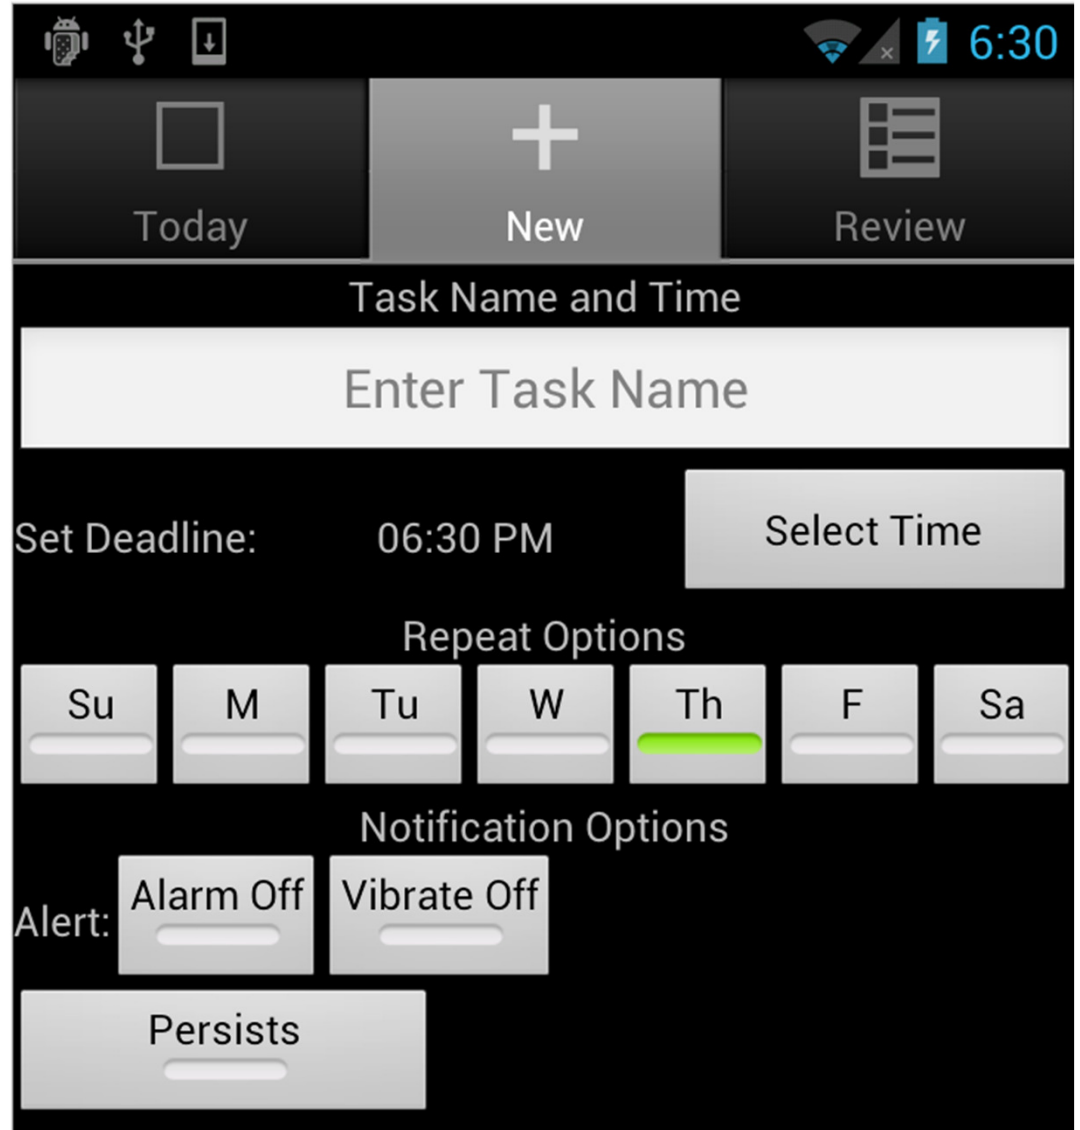 6:30
Today New Review
Task Name and Time
Enter Task Name
Set Deadline: 06:30 PM Select Time
Repeat Options
Su M Tu W Th F Sa
Notification Options
Alert: Alarm Off Vibrate Off
Persists